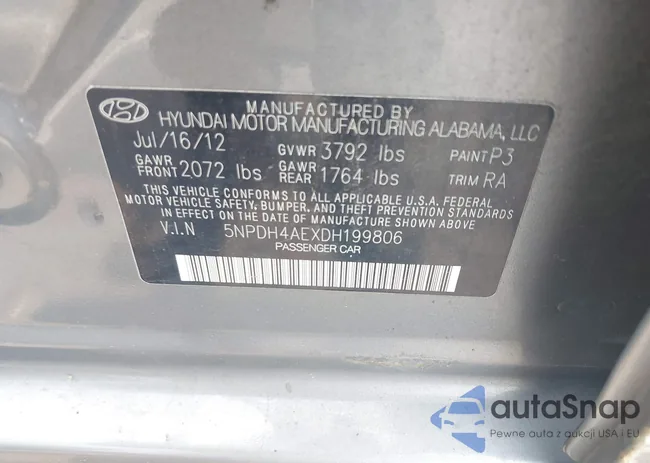 MANUFACTURED BY
HYUNDAI MOTOR MANUFACTURING ALABAMA, LLC
Jul/16/12 GVWR 3792 lbs PAINT P3
GAWR FRONT 2072 lbs GAWR REAR 1764 lbs TRIM RA
THIS VEHICLE CONFORMS TO ALL APPLICABLE U.S.A. FEDERAL
MOTOR VEHICLE SAFETY, BUMPER, AND THEFT PREVENTION STANDARDS
IN EFFECT ON THE DATE OF MANUFACTURE SHOWN ABOVE
V.I.N 5NPDH4AEXDH199806
PASSENGER CAR
autaSnap
Pewne auta z aukcji USA i EU